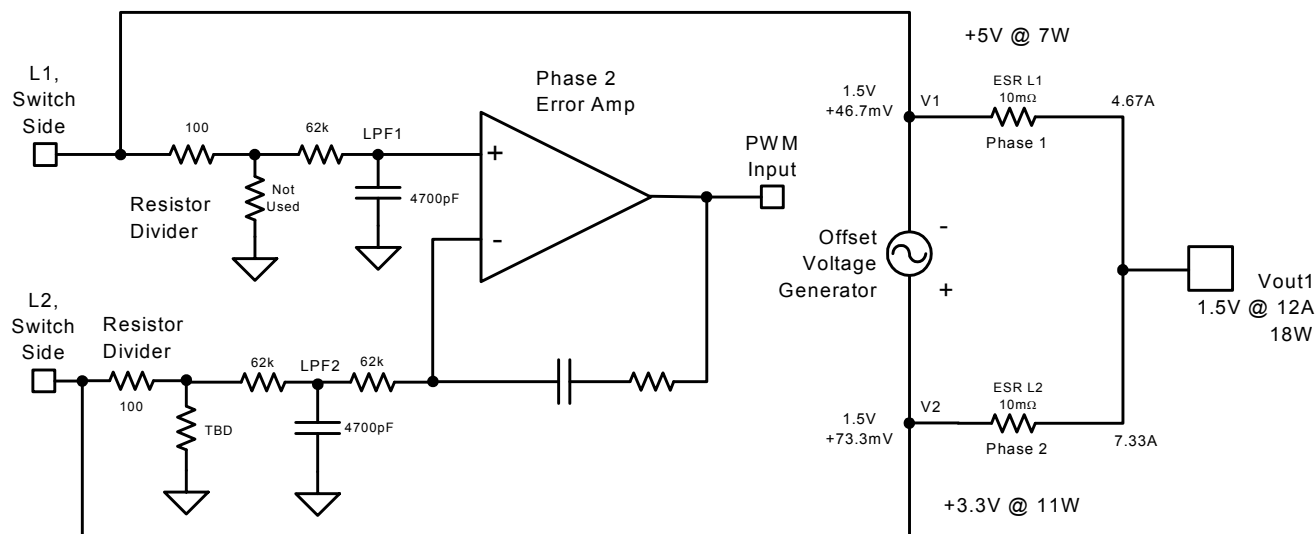 +5V @ 7W
L1,
Switch
Side
100
62k
LPF1
Not
Used
4700pF
Resistor
Divider
Phase 2
Error Amp
+
-
PWM
Input
1.5V
+46.7mV
V1
ESR L1
10mΩ
Phase 1
4.67A
Offset
Voltage
Generator
-
+
Vout1
1.5V @ 12A
18W
L2,
Switch
Side
Resistor
Divider
100
TBD
62k
LPF2
62k
4700pF
1.5V
+73.3mV
V2
ESR L2
10mΩ
Phase 2
7.33A
+3.3V @ 11W